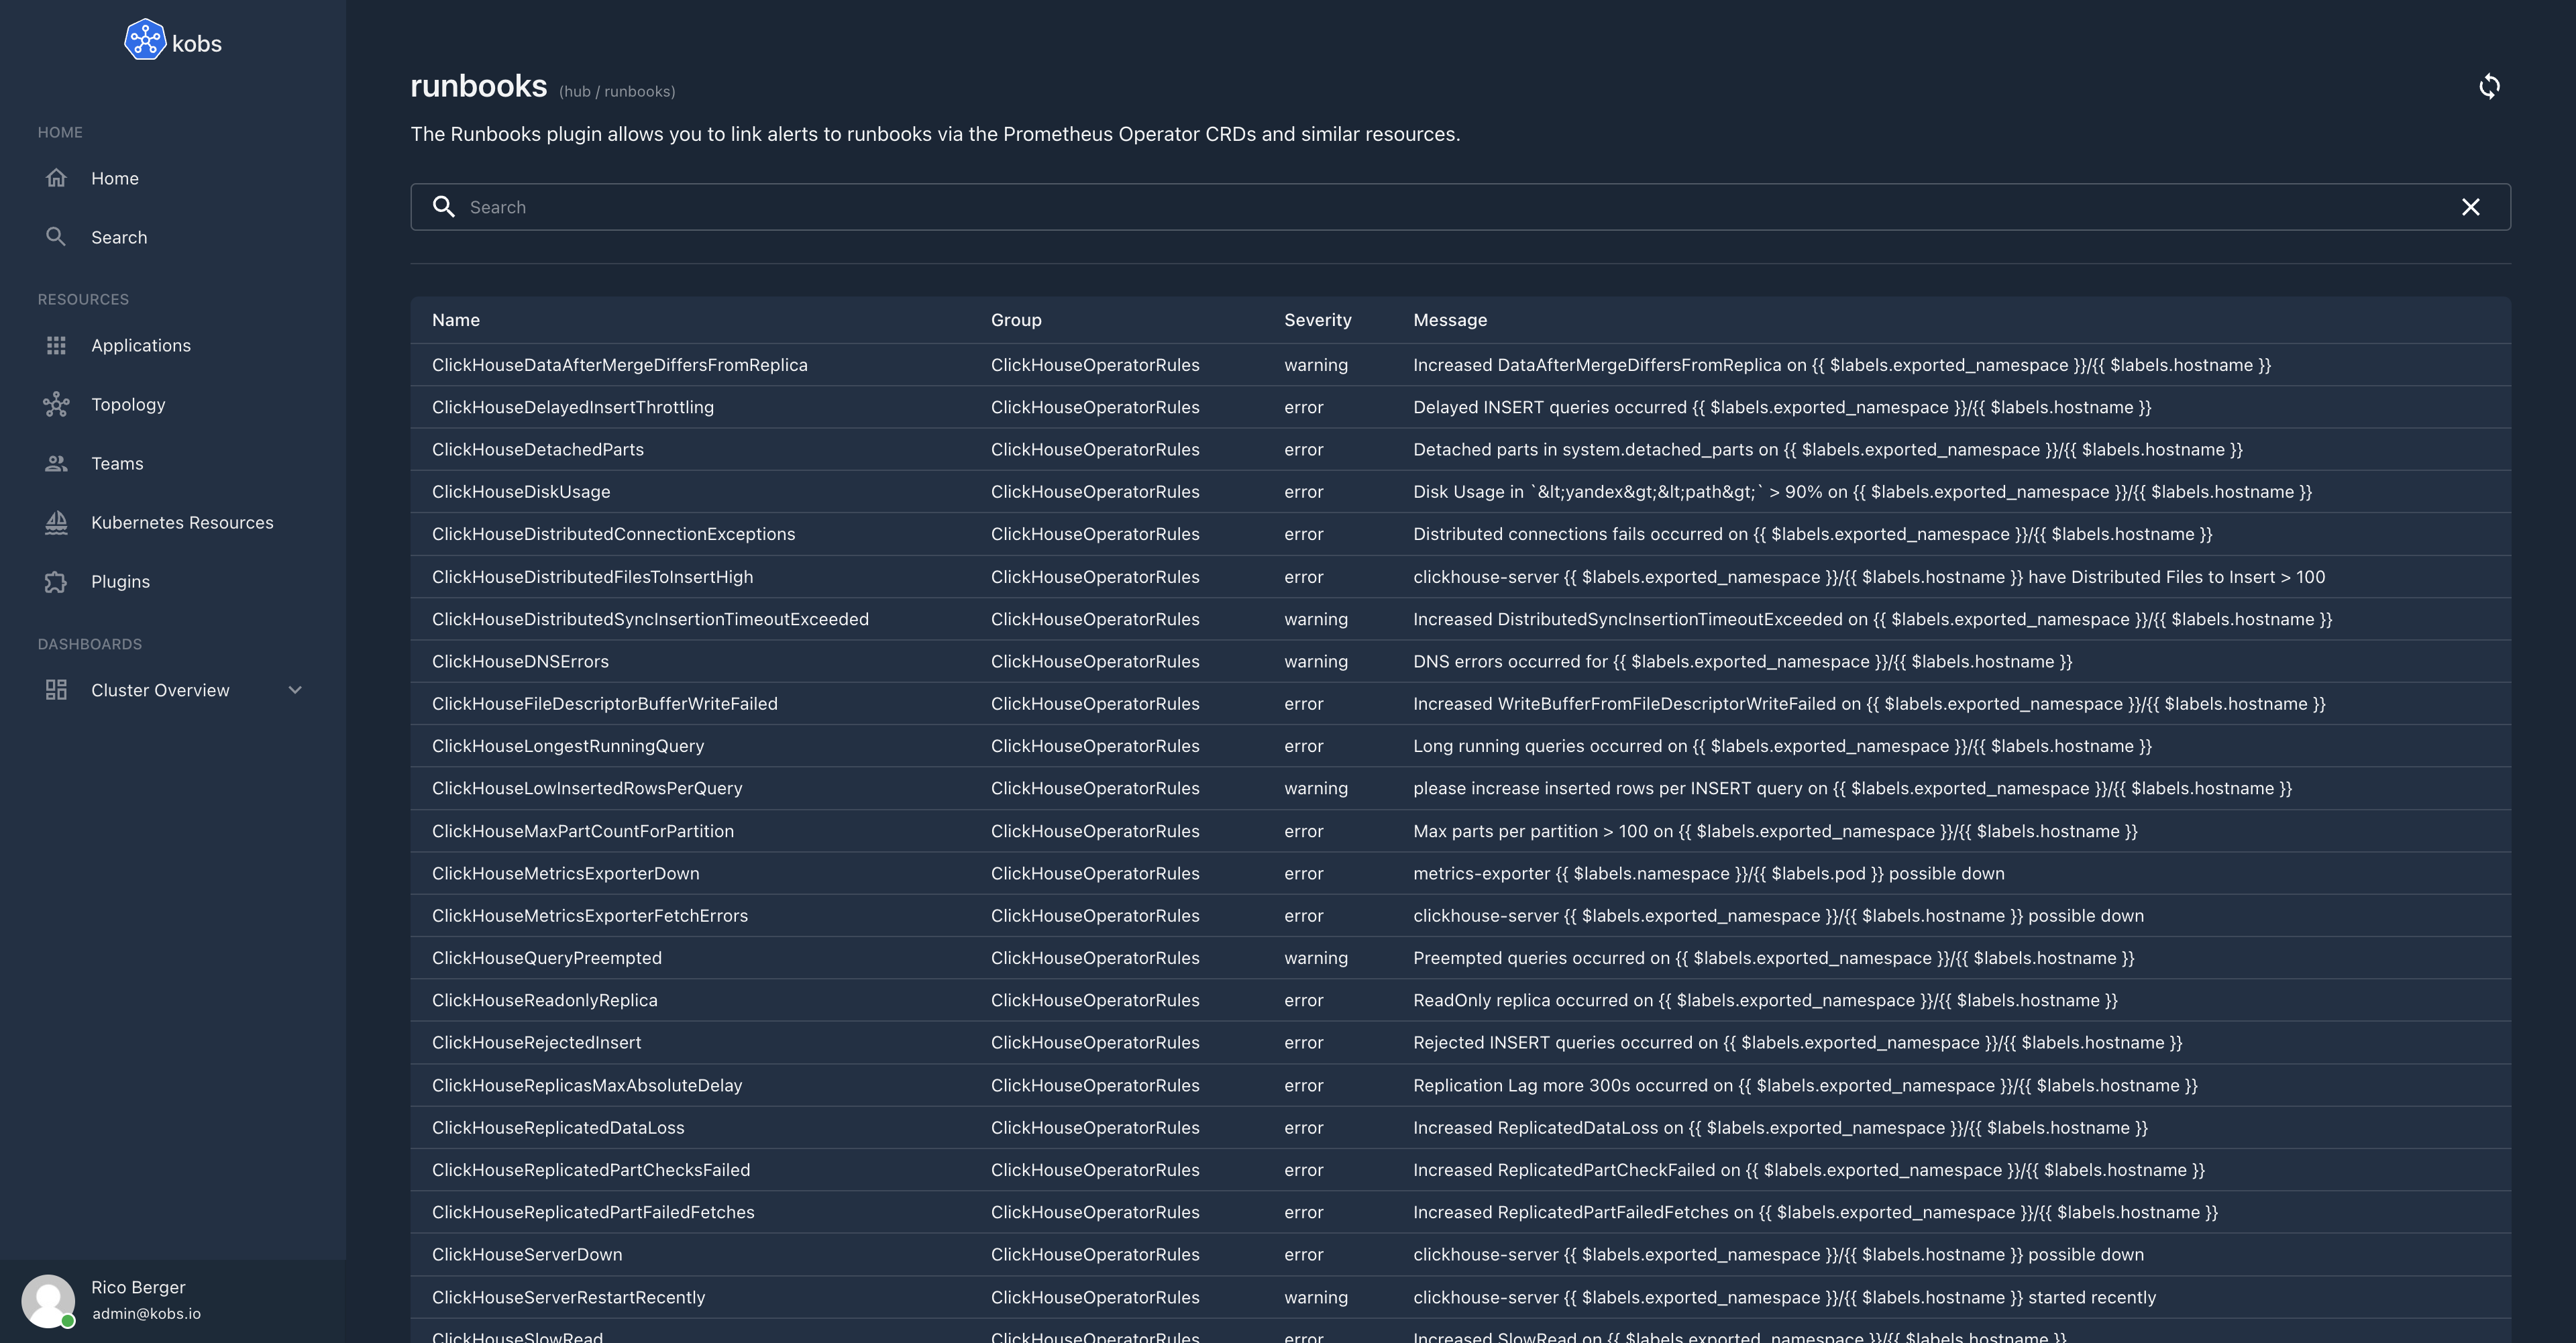 kobs
HOME
Home
Search
RESOURCES
Applications
Topology
Teams
Kubernetes Resources
Plugins
DASHBOARDS
Cluster Overview
Rico Berger
admin@kobs.io
runbooks (hub / runbooks)
The Runbooks plugin allows you to link alerts to runbooks via the Prometheus Operator CRDs and similar resources.
Search
Name Group Severity Message
ClickHouseDataAfterMergeDiffersFromReplica ClickHouseOperatorRules warning Increased DataAfterMergeDiffersFromReplica on {{ $labels.exported_namespace }}/{{ $labels.hostname }}
ClickHouseDelayedInsertThrottling ClickHouseOperatorRules error Delayed INSERT queries occurred {{ $labels.exported_namespace }}/{{ $labels.hostname }}
ClickHouseDetachedParts ClickHouseOperatorRules error Detached parts in system.detached_parts on {{ $labels.exported_namespace }}/{{ $labels.hostname }}
ClickHouseDiskUsage ClickHouseOperatorRules error Disk Usage in `&lt;yandex&gt;&lt;path&gt;` > 90% on {{ $labels.exported_namespace }}/{{ $labels.hostname }}
ClickHouseDistributedConnectionExceptions ClickHouseOperatorRules error Distributed connections fails occurred on {{ $labels.exported_namespace }}/{{ $labels.hostname }}
ClickHouseDistributedFilesToInsertHigh ClickHouseOperatorRules error clickhouse-server {{ $labels.exported_namespace }}/{{ $labels.hostname }} have Distributed Files to Insert > 100
ClickHouseDistributedSyncInsertionTimeoutExceeded ClickHouseOperatorRules warning Increased DistributedSyncInsertionTimeoutExceeded on {{ $labels.exported_namespace }}/{{ $labels.hostname }}
ClickHouseDNSErrors ClickHouseOperatorRules warning DNS errors occurred for {{ $labels.exported_namespace }}/{{ $labels.hostname }}
ClickHouseFileDescriptorBufferWriteFailed ClickHouseOperatorRules error Increased WriteBufferFromFileDescriptorWriteFailed on {{ $labels.exported_namespace }}/{{ $labels.hostname }}
ClickHouseLongestRunningQuery ClickHouseOperatorRules error Long running queries occurred on {{ $labels.exported_namespace }}/{{ $labels.hostname }}
ClickHouseLowInsertedRowsPerQuery ClickHouseOperatorRules warning please increase inserted rows per INSERT query on {{ $labels.exported_namespace }}/{{ $labels.hostname }}
ClickHouseMaxPartCountForPartition ClickHouseOperatorRules error Max parts per partition > 100 on {{ $labels.exported_namespace }}/{{ $labels.hostname }}
ClickHouseMetricsExporterDown ClickHouseOperatorRules error metrics-exporter {{ $labels.namespace }}/{{ $labels.pod }} possible down
ClickHouseMetricsExporterFetchErrors ClickHouseOperatorRules error clickhouse-server {{ $labels.exported_namespace }}/{{ $labels.hostname }} possible down
ClickHouseQueryPreempted ClickHouseOperatorRules warning Preempted queries occurred on {{ $labels.exported_namespace }}/{{ $labels.hostname }}
ClickHouseReadonlyReplica ClickHouseOperatorRules error ReadOnly replica occurred on {{ $labels.exported_namespace }}/{{ $labels.hostname }}
ClickHouseRejectedInsert ClickHouseOperatorRules error Rejected INSERT queries occurred on {{ $labels.exported_namespace }}/{{ $labels.hostname }}
ClickHouseReplicasMaxAbsoluteDelay ClickHouseOperatorRules error Replication Lag more 300s occurred on {{ $labels.exported_namespace }}/{{ $labels.hostname }}
ClickHouseReplicatedDataLoss ClickHouseOperatorRules error Increased ReplicatedDataLoss on {{ $labels.exported_namespace }}/{{ $labels.hostname }}
ClickHouseReplicatedPartChecksFailed ClickHouseOperatorRules error Increased ReplicatedPartCheckFailed on {{ $labels.exported_namespace }}/{{ $labels.hostname }}
ClickHouseReplicatedPartFailedFetches ClickHouseOperatorRules error Increased ReplicatedPartFailedFetches on {{ $labels.exported_namespace }}/{{ $labels.hostname }}
ClickHouseServerDown ClickHouseOperatorRules error clickhouse-server {{ $labels.exported_namespace }}/{{ $labels.hostname }} possible down
ClickHouseServerRestartRecently ClickHouseOperatorRules warning clickhouse-server {{ $labels.exported_namespace }}/{{ $labels.hostname }} started recently
ClickHouseSlowRead ClickHouseOperatorRules error Increased SlowRead on {{ $labels.exported_namespace }}/{{ $labels.hostname }}